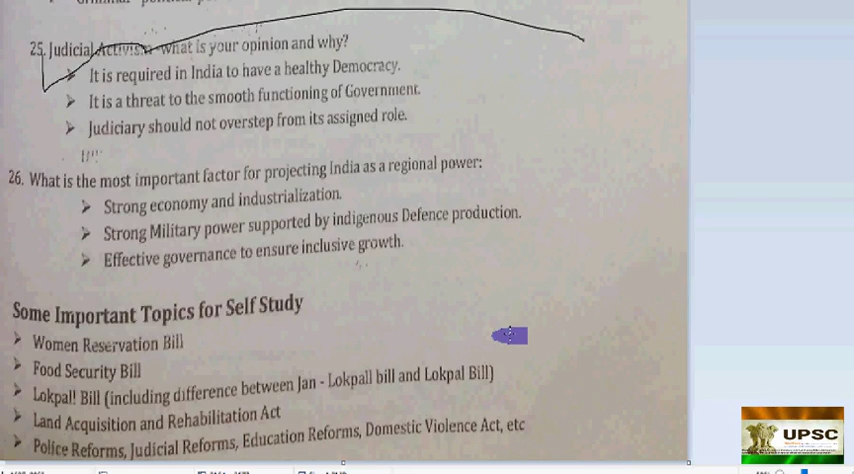 25. Judicial Activism - what is your opinion and why?
➤ It is required in India to have a healthy Democracy.
➤ It is a threat to the smooth functioning of Government.
➤ Judiciary should not overstep from its assigned role.
26. What is the most important factor for projecting India as a regional power:
➤ Strong economy and industrialization.
➤ Strong Military power supported by indigenous Defence production.
➤ Effective governance to ensure inclusive growth.
Some Important Topics for Self Study
➤ Women Reservation Bill
➤ Food Security Bill
➤ Lokpall Bill (including difference between Jan - Lokpall bill and Lokpal Bill)
➤ Land Acquisition and Rehabilitation Act
➤ Police Reforms, Judicial Reforms, Education Reforms, Domestic Violence Act, etc
UPSC